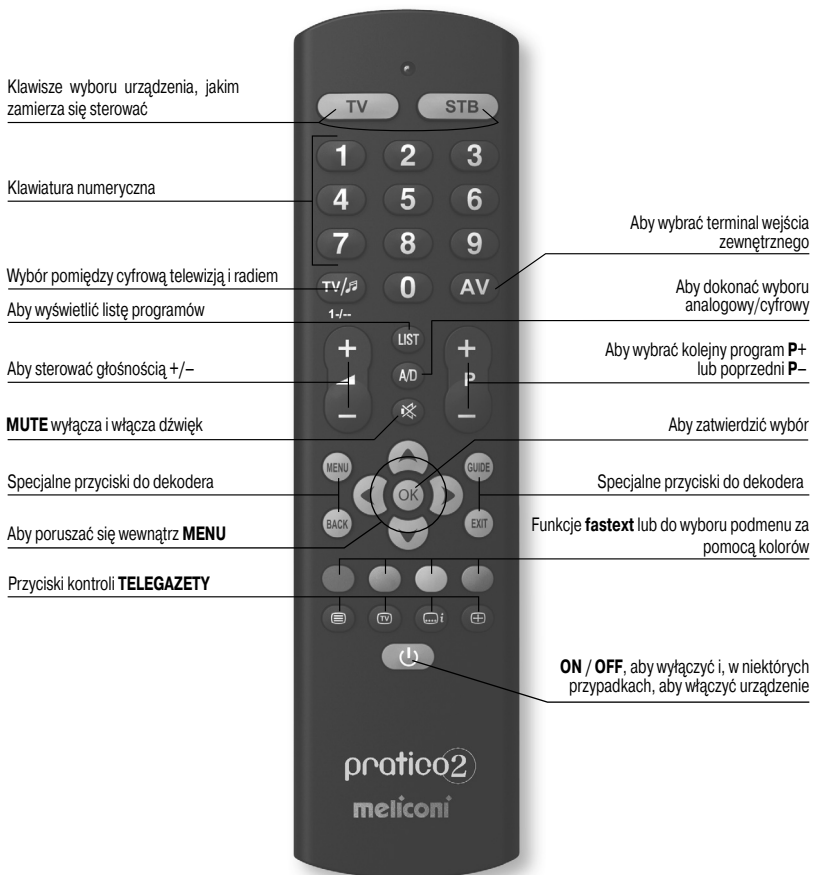 Klawisze wyboru urządzenia, jakim
zamierza się sterować
TV
STB
1
2
3
Klawiatura numeryczna
4
5
6
7
8
9
Aby wybrać terminal wejścia
zewnętrznego
Wybór pomiędzy cyfrową telewizją i radiem
TV/♫
0
AV
Aby wyświetlić listę programów
1-/--
LIST
Aby dokonać wyboru
analogowy/cyfrowy
Aby sterować głośnością +/–
+
–
A/D
+
P
–
Aby wybrać kolejny program P+
lub poprzedni P–
MUTE wyłącza i włącza dźwięk
Aby zatwierdzić wybór
MENU
GUIDE
Specjalne przyciski do dekodera
OK
Specjalne przyciski do dekodera
BACK
EXIT
Aby poruszać się wewnątrz MENU
Funkcje fastext lub do wyboru podmenu za
pomocą kolorów
Przyciski kontroli TELEGAZETY
TV
i
ON / OFF, aby wyłączyć i, w niektórych
przypadkach, aby włączyć urządzenie
pratico2
meliconi